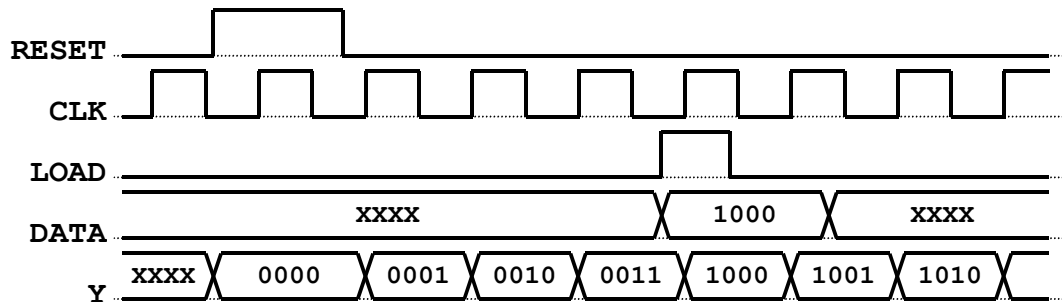 RESET
CLK
LOAD
DATA XXXX 1000 XXXX
Y XXXX 0000 0001 0010 0011 1000 1001 1010